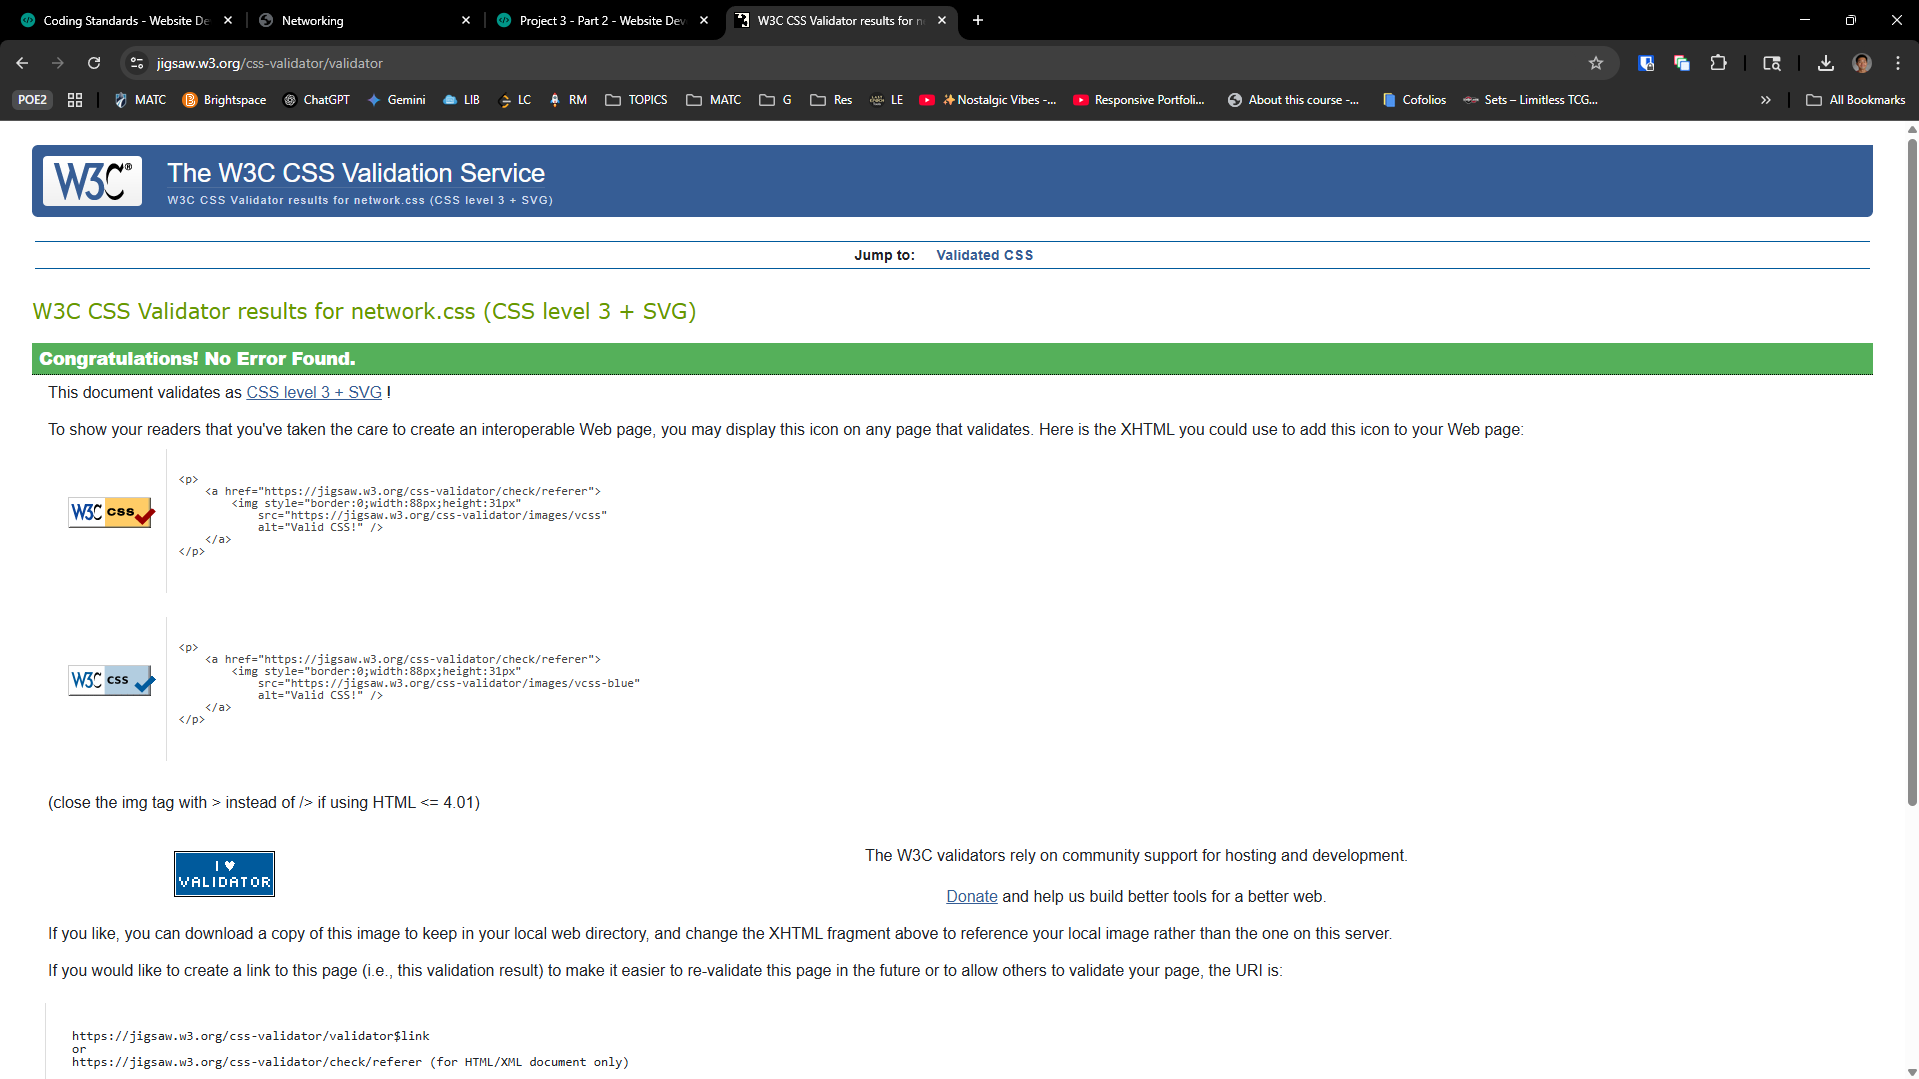 Coding Standards - Website De
Networking
Project 3 - Part 2 - Website Dev
W3C CSS Validator results for n
jigsaw.w3.org/css-validator/validator
POE2
MATC
Brightspace
ChatGPT
Gemini
LIB
LC
RM
TOPICS
MATC
G
Res
LE
✨Nostalgic Vibes -...
Responsive Portfoli...
About this course -...
Cofolios
Sets – Limitless TCG...
»
All Bookmarks
W3C®
The W3C CSS Validation Service
W3C CSS Validator results for network.css (CSS level 3 + SVG)
Jump to: Validated CSS
W3C CSS Validator results for network.css (CSS level 3 + SVG)
Congratulations! No Error Found.
This document validates as CSS level 3 + SVG !
To show your readers that you've taken the care to create an interoperable Web page, you may display this icon on any page that validates. Here is the XHTML you could use to add this icon to your Web page:
W3C css
<p>
<a href="https://jigsaw.w3.org/css-validator/check/referer">
<img style="border:0;width:88px;height:31px"
src="https://jigsaw.w3.org/css-validator/images/vcss"
alt="Valid CSS!" />
</a>
</p>
W3C css
<p>
<a href="https://jigsaw.w3.org/css-validator/check/referer">
<img style="border:0;width:88px;height:31px"
src="https://jigsaw.w3.org/css-validator/images/vcss-blue"
alt="Valid CSS!" />
</a>
</p>
(close the img tag with > instead of /> if using HTML <= 4.01)
I ♥
VALIDATOR
The W3C validators rely on community support for hosting and development.
Donate and help us build better tools for a better web.
If you like, you can download a copy of this image to keep in your local web directory, and change the XHTML fragment above to reference your local image rather than the one on this server.
If you would like to create a link to this page (i.e., this validation result) to make it easier to re-validate this page in the future or to allow others to validate your page, the URI is:
https://jigsaw.w3.org/css-validator/validator$link
or
https://jigsaw.w3.org/css-validator/check/referer (for HTML/XML document only)